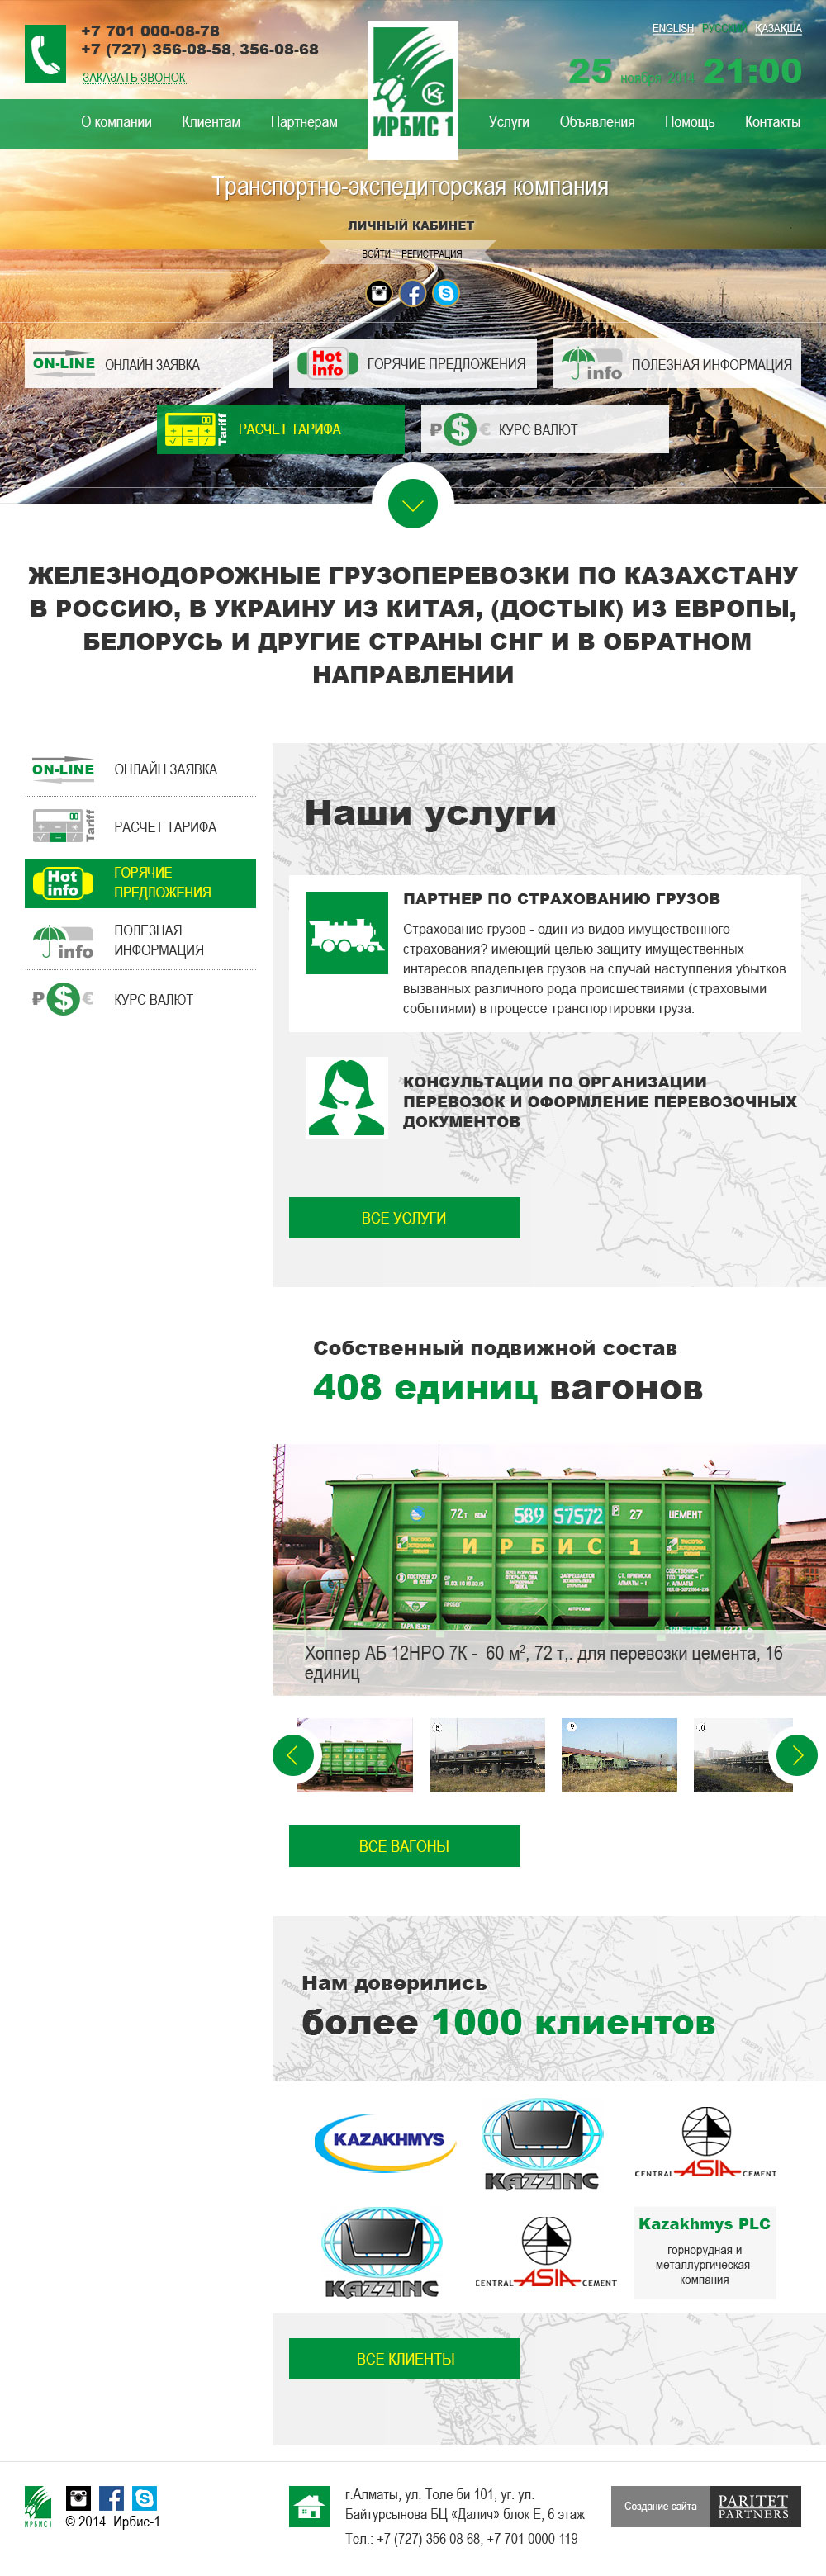 +7 701 000-08-78
+7 (727) 356-08-58, 356-08-68
ЗАКАЗАТЬ ЗВОНОК
ИРБИС 1
ENGLISH РУССКИЙ ҚАЗАҚША
25 ноября 2014 21:00
О компании Клиентам Партнерам Услуги Объявления Помощь Контакты
Транспортно-экспедиторская компания
ЛИЧНЫЙ КАБИНЕТ
ВОЙТИ РЕГИСТРАЦИЯ
ON-LINE ОНЛАЙН ЗАЯВКА
Hot info ГОРЯЧИЕ ПРЕДЛОЖЕНИЯ
info ПОЛЕЗНАЯ ИНФОРМАЦИЯ
Tariff РАСЧЕТ ТАРИФА
₽ $ € КУРС ВАЛЮТ
ЖЕЛЕЗНОДОРОЖНЫЕ ГРУЗОПЕРЕВОЗКИ ПО КАЗАХСТАНУ
В РОССИЮ, В УКРАИНУ ИЗ КИТАЯ, (ДОСТЫК) ИЗ ЕВРОПЫ,
БЕЛОРУСЬ И ДРУГИЕ СТРАНЫ СНГ И В ОБРАТНОМ
НАПРАВЛЕНИИ
ON-LINE ОНЛАЙН ЗАЯВКА
Tariff РАСЧЕТ ТАРИФА
Hot info ГОРЯЧИЕ
ПРЕДЛОЖЕНИЯ
info ПОЛЕЗНАЯ
ИНФОРМАЦИЯ
₽ $ € КУРС ВАЛЮТ
Наши услуги
ПАРТНЕР ПО СТРАХОВАНИЮ ГРУЗОВ
Страхование грузов - один из видов имущественного
страхования? имеющий целью защиту имущественных
интаресов владельцев грузов на случай наступления убытков
вызванных различного рода происшествиями (страховыми
событиями) в процессе транспортировки груза.
КОНСУЛЬТАЦИИ ПО ОРГАНИЗАЦИИ
ПЕРЕВОЗОК И ОФОРМЛЕНИЕ ПЕРЕВОЗОЧНЫХ
ДОКУМЕНТОВ
ВСЕ УСЛУГИ
Собственный подвижной состав
408 единиц вагонов
72т 60м³ 589 57572 Р 27 ЦЕМЕНТ
ИРБИС 1
Хоппер АБ 12НРО 7К - 60 м², 72 т,. для перевозки цемента, 16
единиц
8 9 10
ВСЕ ВАГОНЫ
Нам доверились
более 1000 клиентов
KAZAKHMYS
KAZZINC
CENTRAL ASIA CEMENT
KAZZINC
CENTRAL ASIA CEMENT
Kazakhmys PLC
горнорудная и
металлургическая
компания
ВСЕ КЛИЕНТЫ
ИРБИС 1
© 2014 Ирбис-1
г.Алматы, ул. Толе би 101, уг. ул.
Байтурсынова БЦ «Далич» блок Е, 6 этаж
Тел.: +7 (727) 356 08 68, +7 701 0000 119
Создание сайта
PARITET
PARTNERS